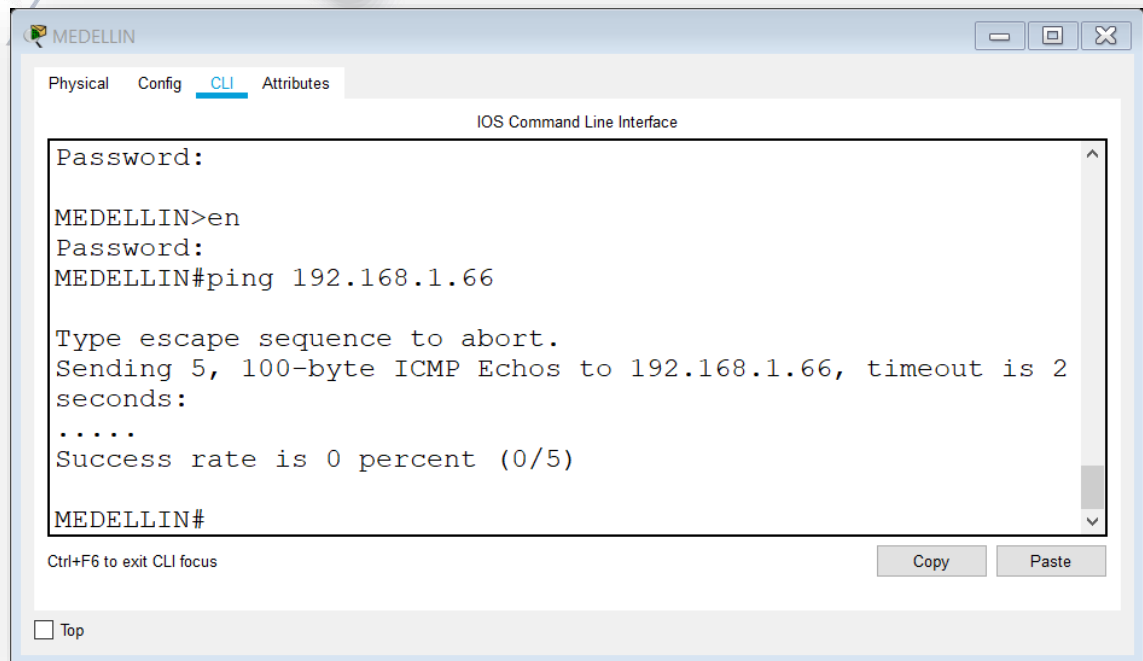 MEDELLIN
Physical Config CLI Attributes
IOS Command Line Interface
Password:
MEDELLIN>en
Password:
MEDELLIN#ping 192.168.1.66
Type escape sequence to abort.
Sending 5, 100-byte ICMP Echos to 192.168.1.66, timeout is 2
seconds:
.....
Success rate is 0 percent (0/5)
MEDELLIN#
Ctrl+F6 to exit CLI focus
Copy Paste
Top